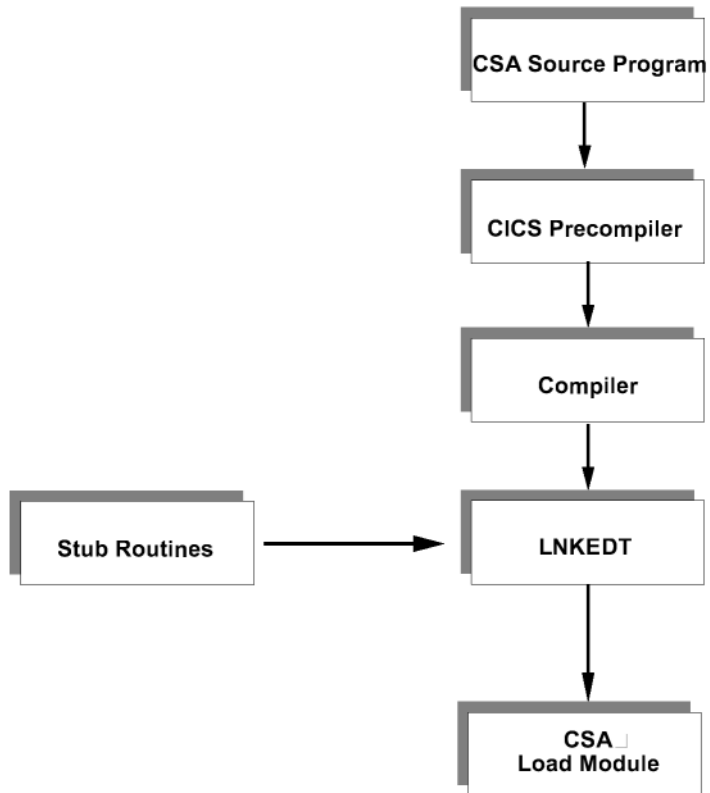 CSA Source Program
CICS Precompiler
Compiler
Stub Routines
LNKEDT
CSA
Load Module